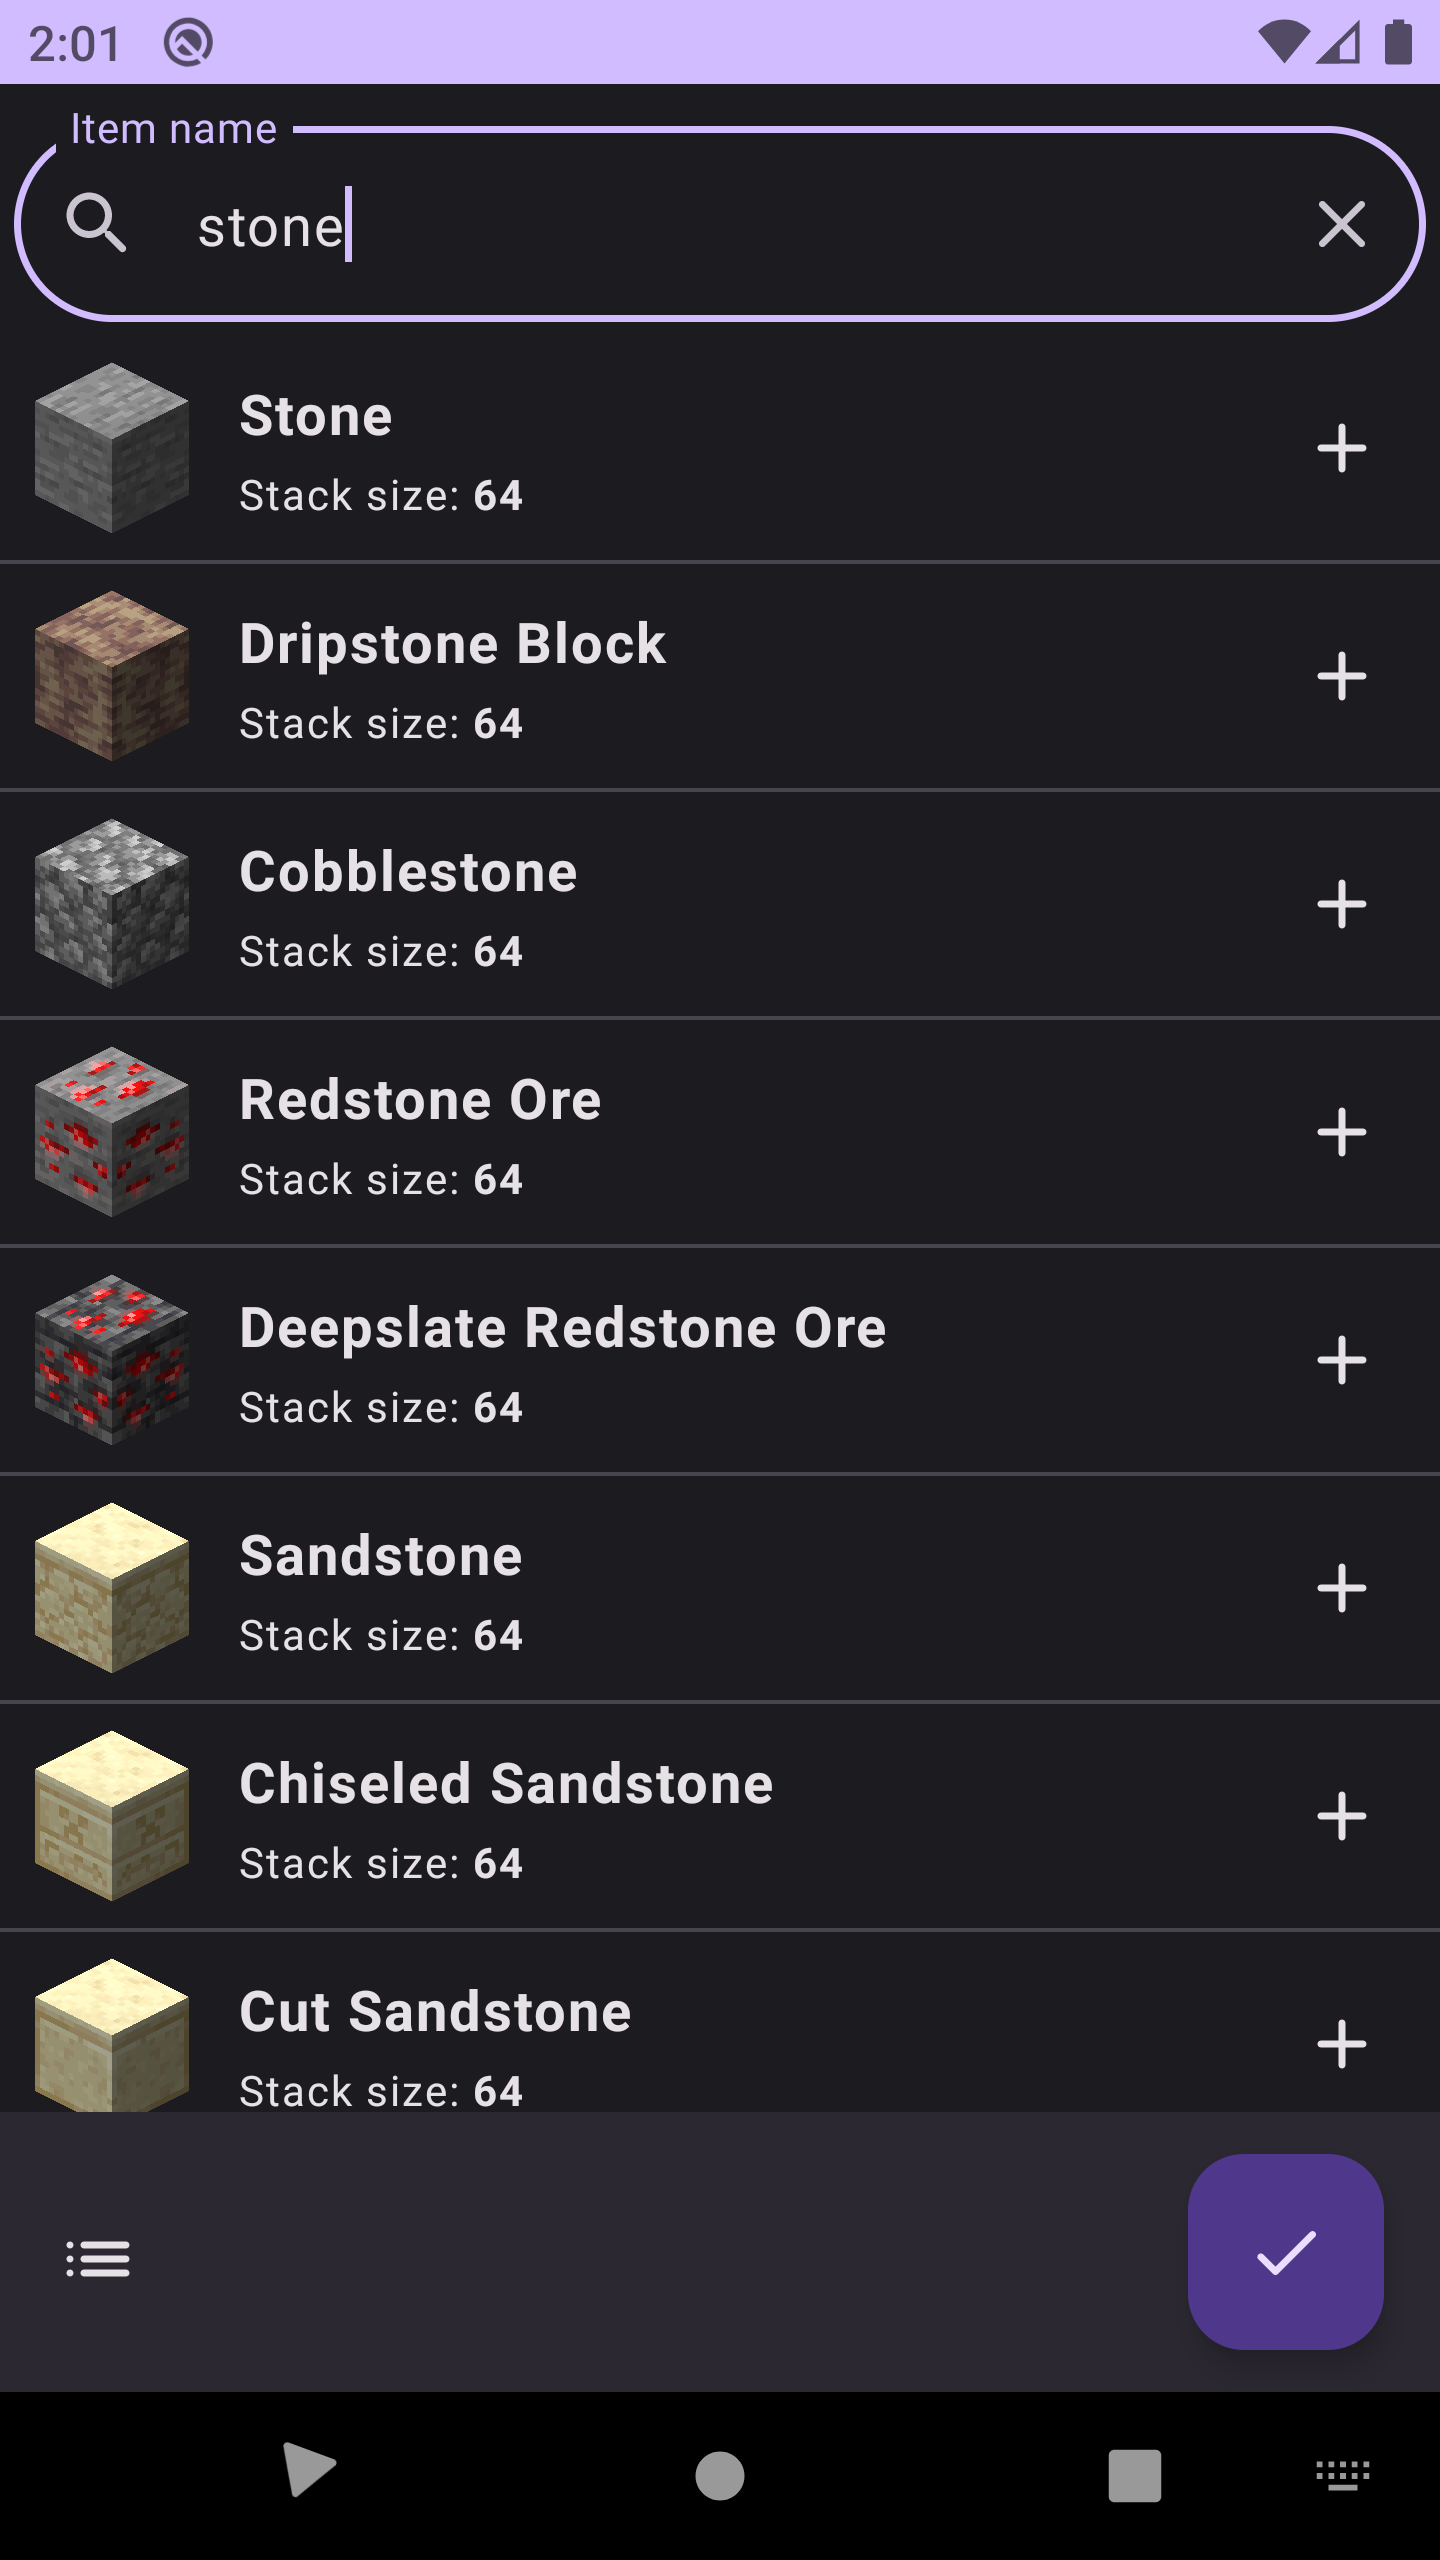 2:01
Item name
stone
Stone
Stack size: 64
Dripstone Block
Stack size: 64
Cobblestone
Stack size: 64
Redstone Ore
Stack size: 64
Deepslate Redstone Ore
Stack size: 64
Sandstone
Stack size: 64
Chiseled Sandstone
Stack size: 64
Cut Sandstone
Stack size: 64